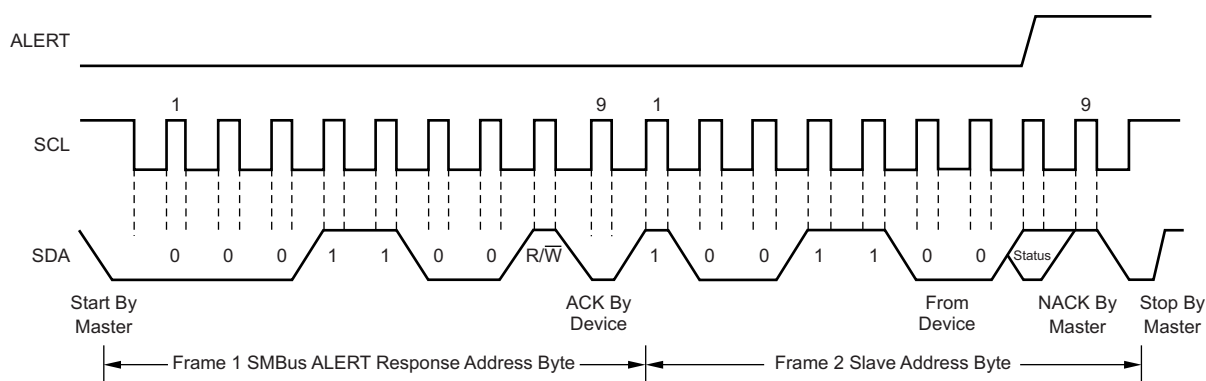 ALERT
1 9 1 9
SCL
SDA
0 0 0 1 1 0 0 R/W̅ 1 0 0 1 1 0 0 Status
Start By
Master
ACK By
Device
From
Device
NACK By
Master
Stop By
Master
Frame 1 SMBus ALERT Response Address Byte
Frame 2 Slave Address Byte